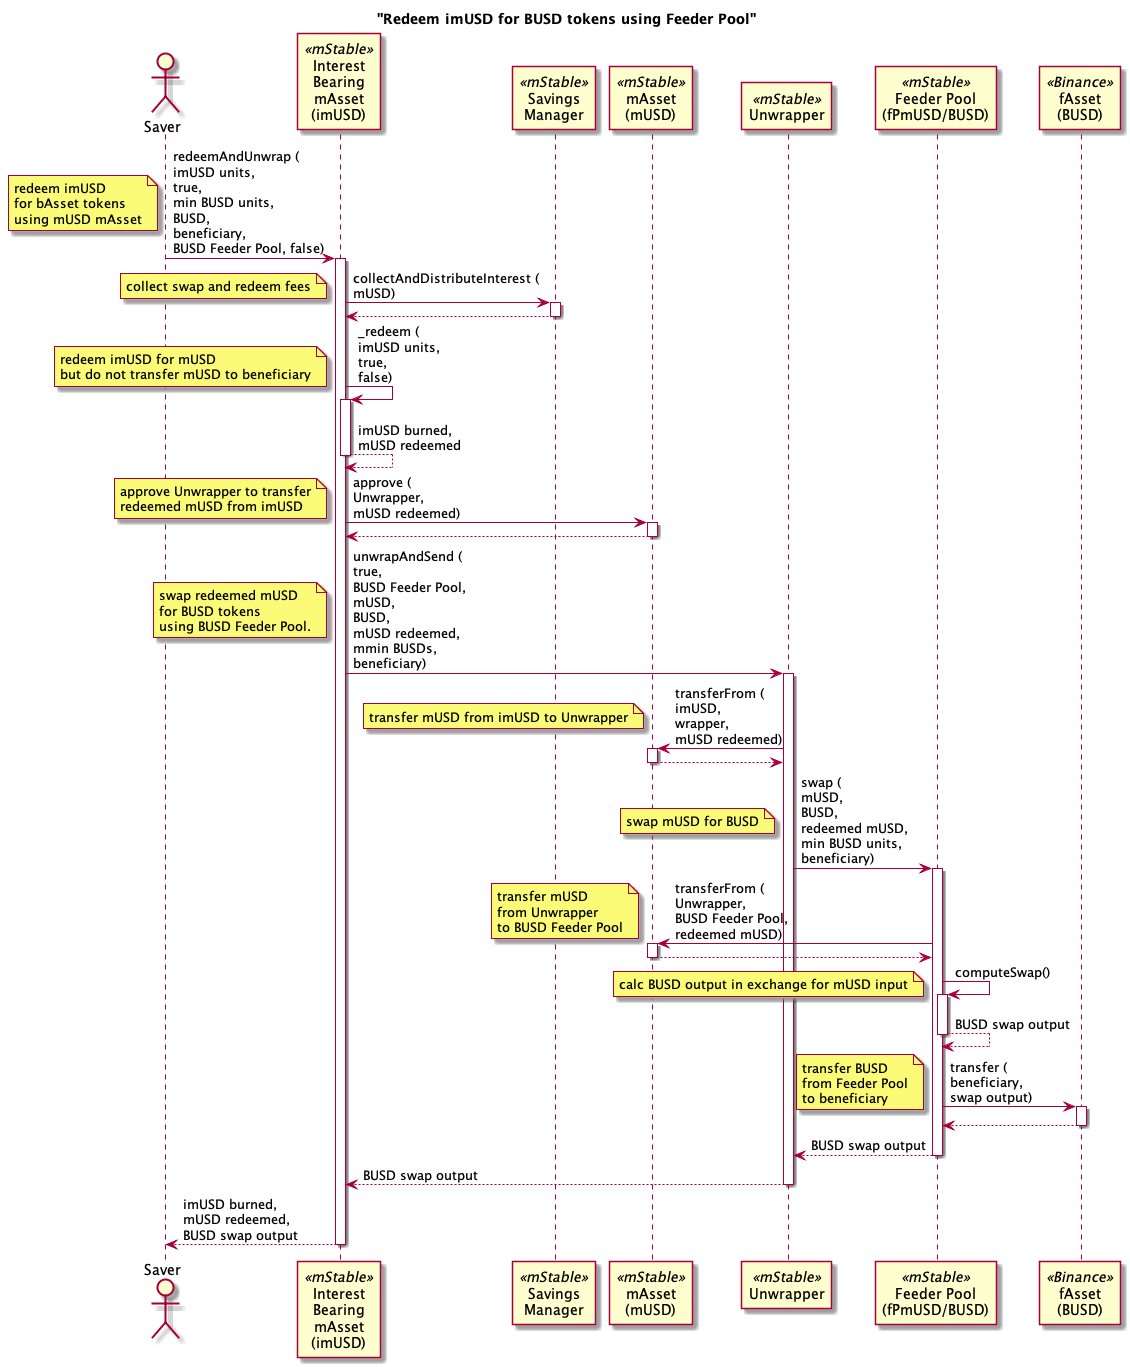 "Redeem imUSD for BUSD tokens using Feeder Pool"
Saver
«mStable»
Interest
Bearing
mAsset
(imUSD)
«mStable»
Savings
Manager
«mStable»
mAsset
(mUSD)
«mStable»
Unwrapper
«mStable»
Feeder Pool
(fPmUSD/BUSD)
«Binance»
fAsset
(BUSD)
redeem imUSD
for bAsset tokens
using mUSD mAsset
redeemAndUnwrap (
imUSD units,
true,
min BUSD units,
BUSD,
beneficiary,
BUSD Feeder Pool, false)
collect swap and redeem fees
collectAndDistributeInterest (
mUSD)
redeem imUSD for mUSD
but do not transfer mUSD to beneficiary
_redeem (
imUSD units,
true,
false)
imUSD burned,
mUSD redeemed
approve Unwrapper to transfer
redeemed mUSD from imUSD
approve (
Unwrapper,
mUSD redeemed)
swap redeemed mUSD
for BUSD tokens
using BUSD Feeder Pool.
unwrapAndSend (
true,
BUSD Feeder Pool,
mUSD,
BUSD,
mUSD redeemed,
mmin BUSDs,
beneficiary)
transfer mUSD from imUSD to Unwrapper
transferFrom (
imUSD,
wrapper,
mUSD redeemed)
swap mUSD for BUSD
swap (
mUSD,
BUSD,
redeemed mUSD,
min BUSD units,
beneficiary)
transfer mUSD
from Unwrapper
to BUSD Feeder Pool
transferFrom (
Unwrapper,
BUSD Feeder Pool,
redeemed mUSD)
calc BUSD output in exchange for mUSD input
computeSwap()
BUSD swap output
transfer BUSD
from Feeder Pool
to beneficiary
transfer (
beneficiary,
swap output)
BUSD swap output
BUSD swap output
imUSD burned,
mUSD redeemed,
BUSD swap output
Saver
«mStable»
Interest
Bearing
mAsset
(imUSD)
«mStable»
Savings
Manager
«mStable»
mAsset
(mUSD)
«mStable»
Unwrapper
«mStable»
Feeder Pool
(fPmUSD/BUSD)
«Binance»
fAsset
(BUSD)